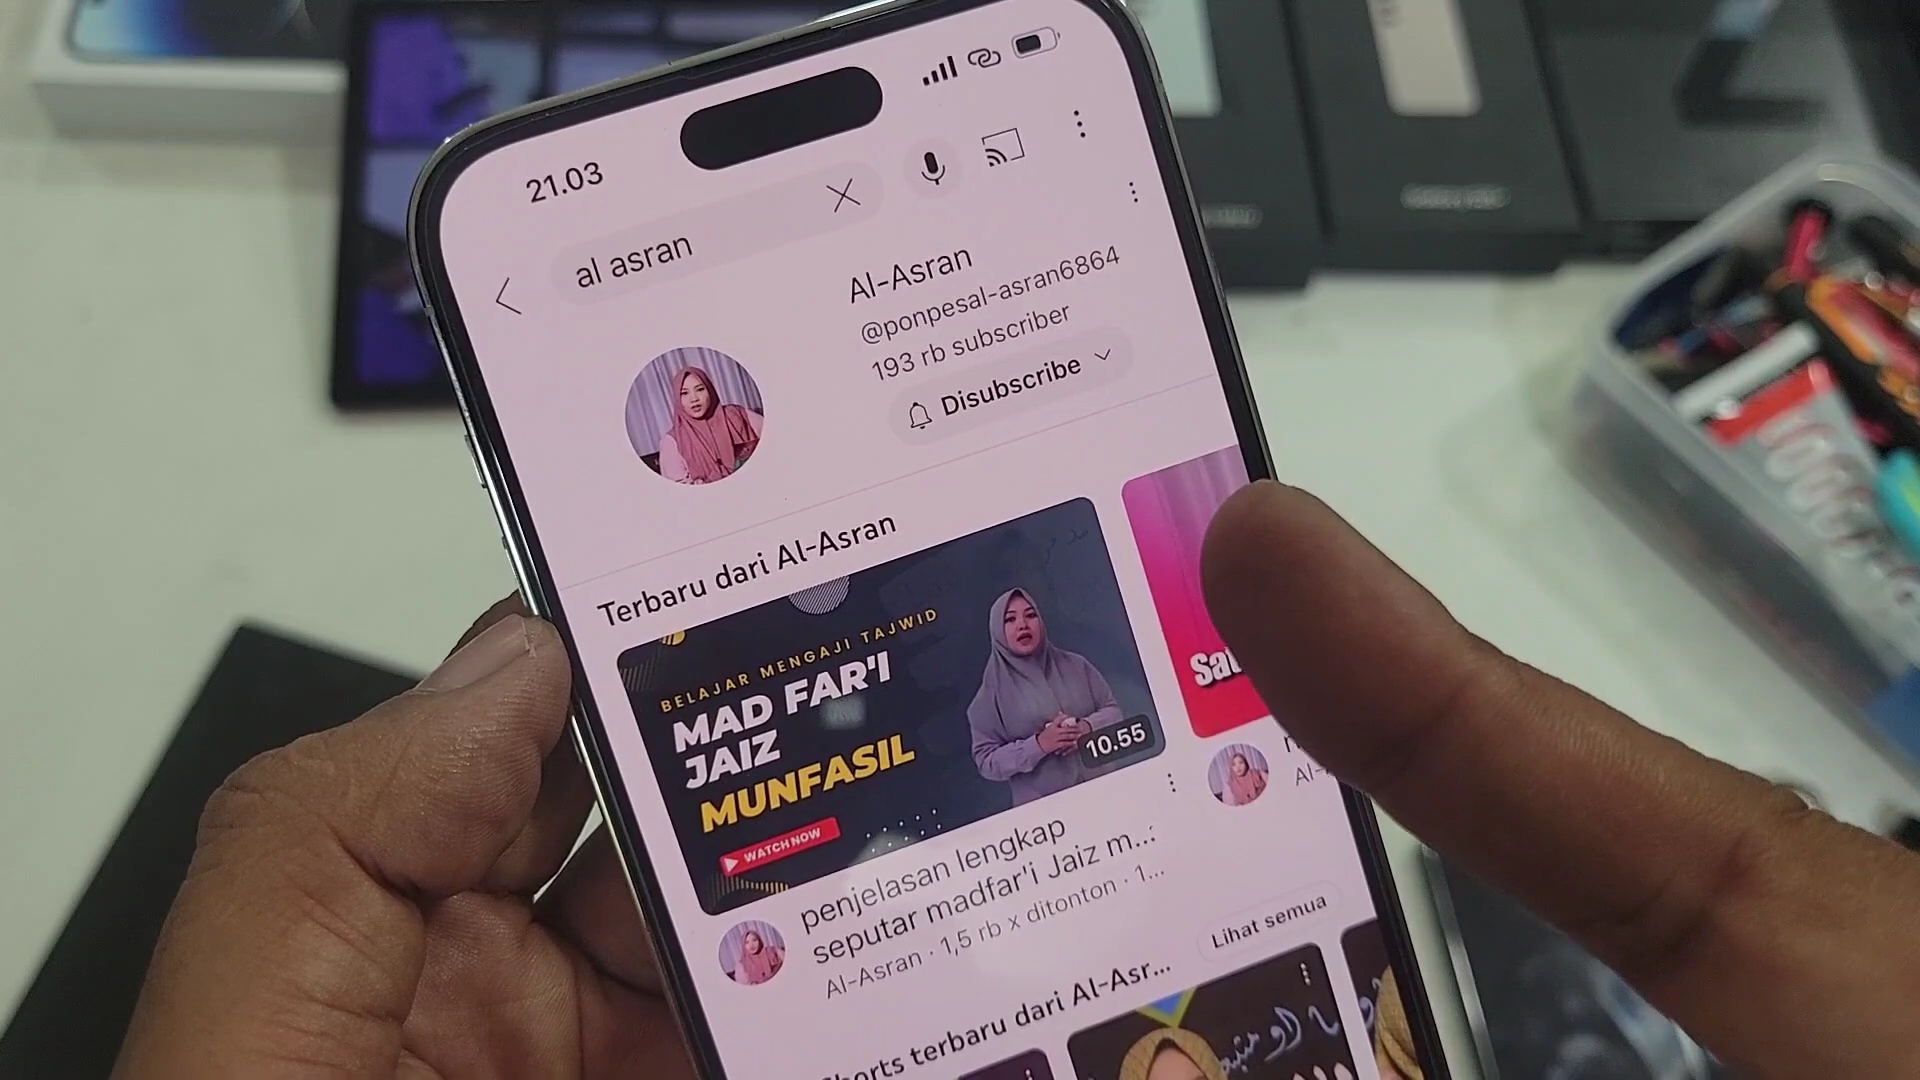 21.03
al asran
Al-Asran
@ponpesal-asran6864
193 rb subscriber
Disubscribe
Terbaru dari Al-Asran
BELAJAR MENGAJI TAJWID
MAD FAR'I
JAIZ
MUNFASIL
WATCH NOW
10.55
penjelasan lengkap
seputar madfar'i Jaiz m...
Al-Asran · 1,5 rb x ditonton · 1...
Sat
Al-
Shorts terbaru dari Al-Asr...
Lihat semua